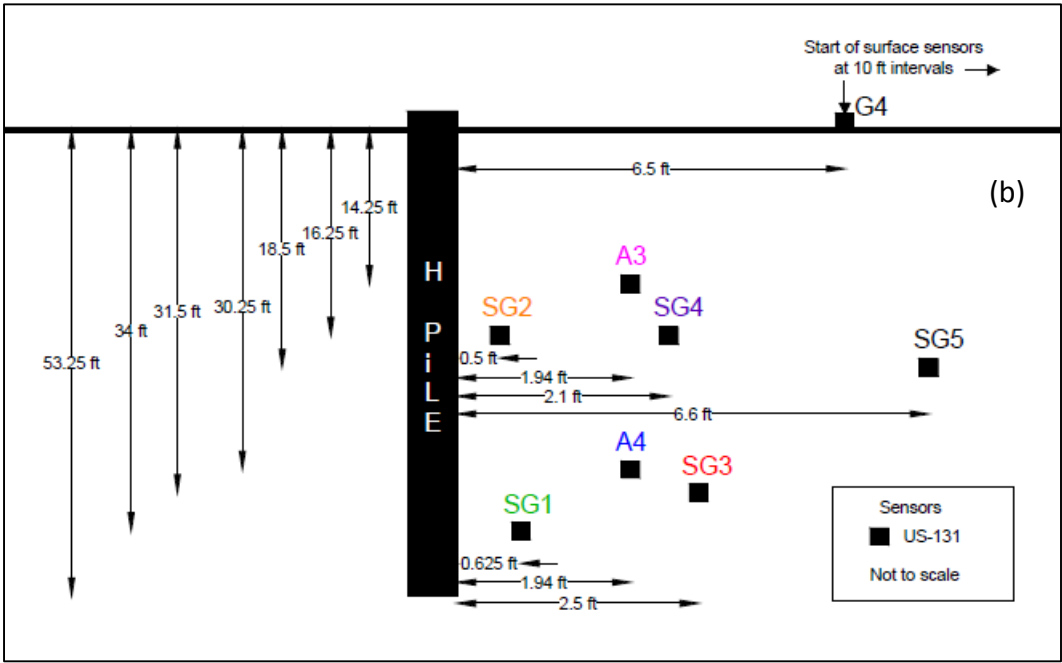 Start of surface sensors
at 10 ft intervals
G4
6.5 ft
(b)
14.25 ft
16.25 ft
18.5 ft
30.25 ft
31.5 ft
34 ft
53.25 ft
H
P
i
L
E
A3
SG2
SG4
SG5
0.5 ft
1.94 ft
2.1 ft
6.6 ft
A4
SG3
SG1
0.625 ft
1.94 ft
2.5 ft
Sensors
US-131
Not to scale